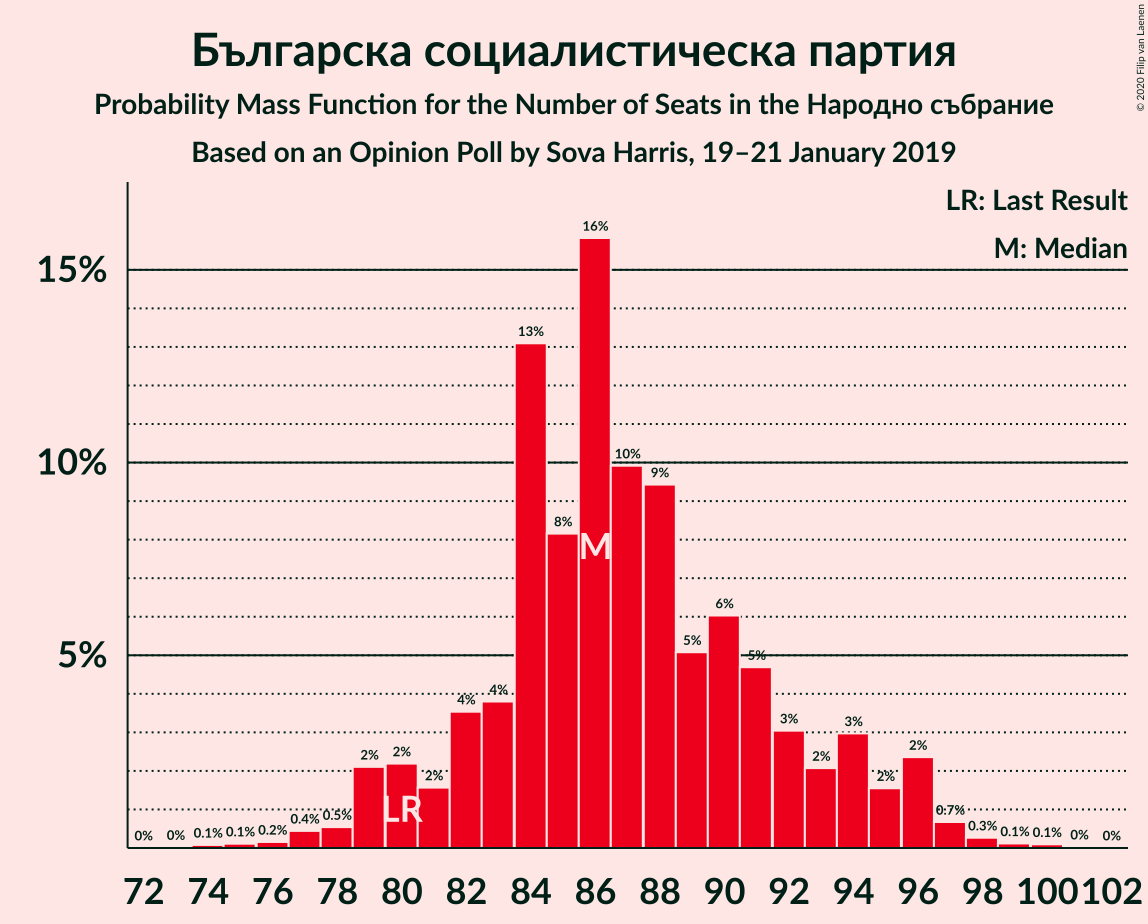 Българска социалистическа партия
Probability Mass Function for the Number of Seats in the Народно събрание
Based on an Opinion Poll by Sova Harris, 19–21 January 2019
© 2020 Filip van Laenen
LR: Last Result
M: Median
15%
10%
5%
0% 0% 0.1% 0.1% 0.2% 0.4% 0.5% 2% 2% 2% 4% 4% 13% 8% 16% 10% 9% 5% 6% 5% 3% 2% 3% 2% 2% 0.7% 0.3% 0.1% 0.1% 0% 0%
M
LR
72 74 76 78 80 82 84 86 88 90 92 94 96 98 100 102